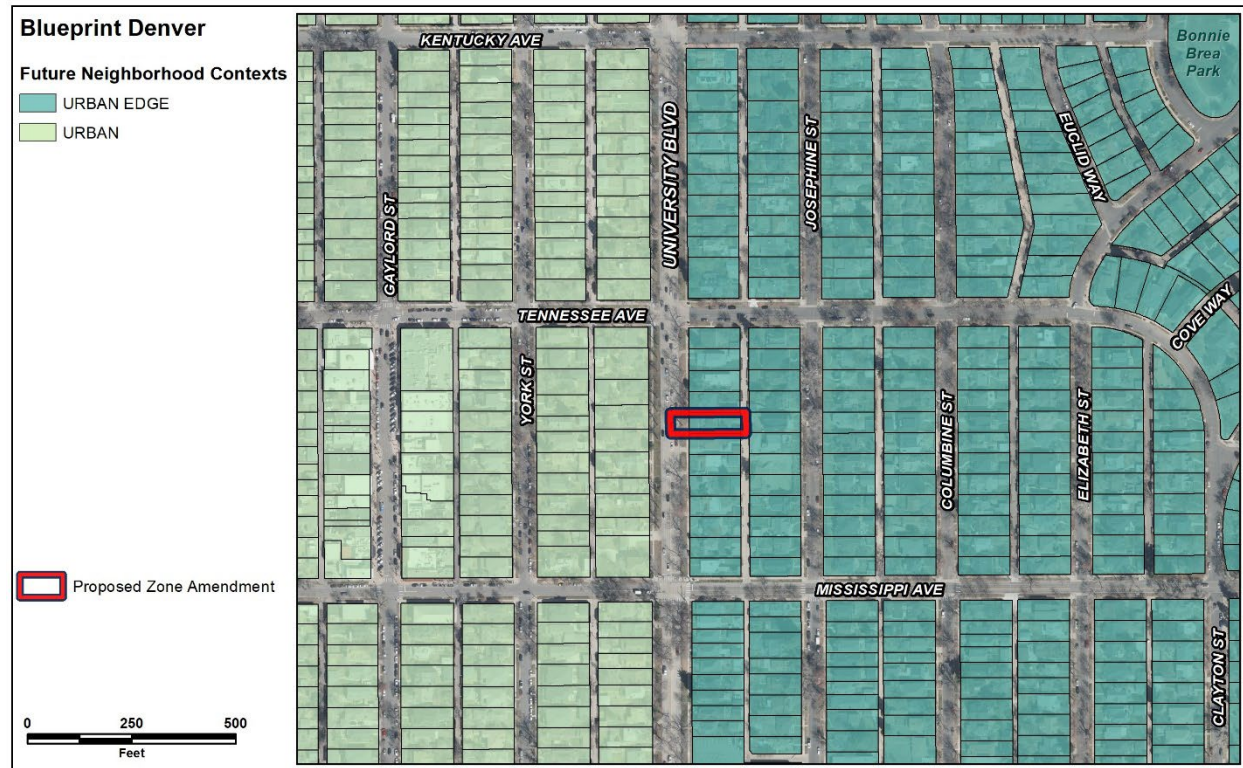 Blueprint Denver
Future Neighborhood Contexts
URBAN EDGE
URBAN
Proposed Zone Amendment
0 250 500
Feet
KENTUCKY AVE
Bonnie
Brea
Park
UNIVERSITY BLVD
JOSEPHINE ST
EUCLID WAY
GAYLORD ST
TENNESSEE AVE
COVE WAY
YORK ST
COLUMBINE ST
ELIZABETH ST
MISSISSIPPI AVE
CLAYTON ST